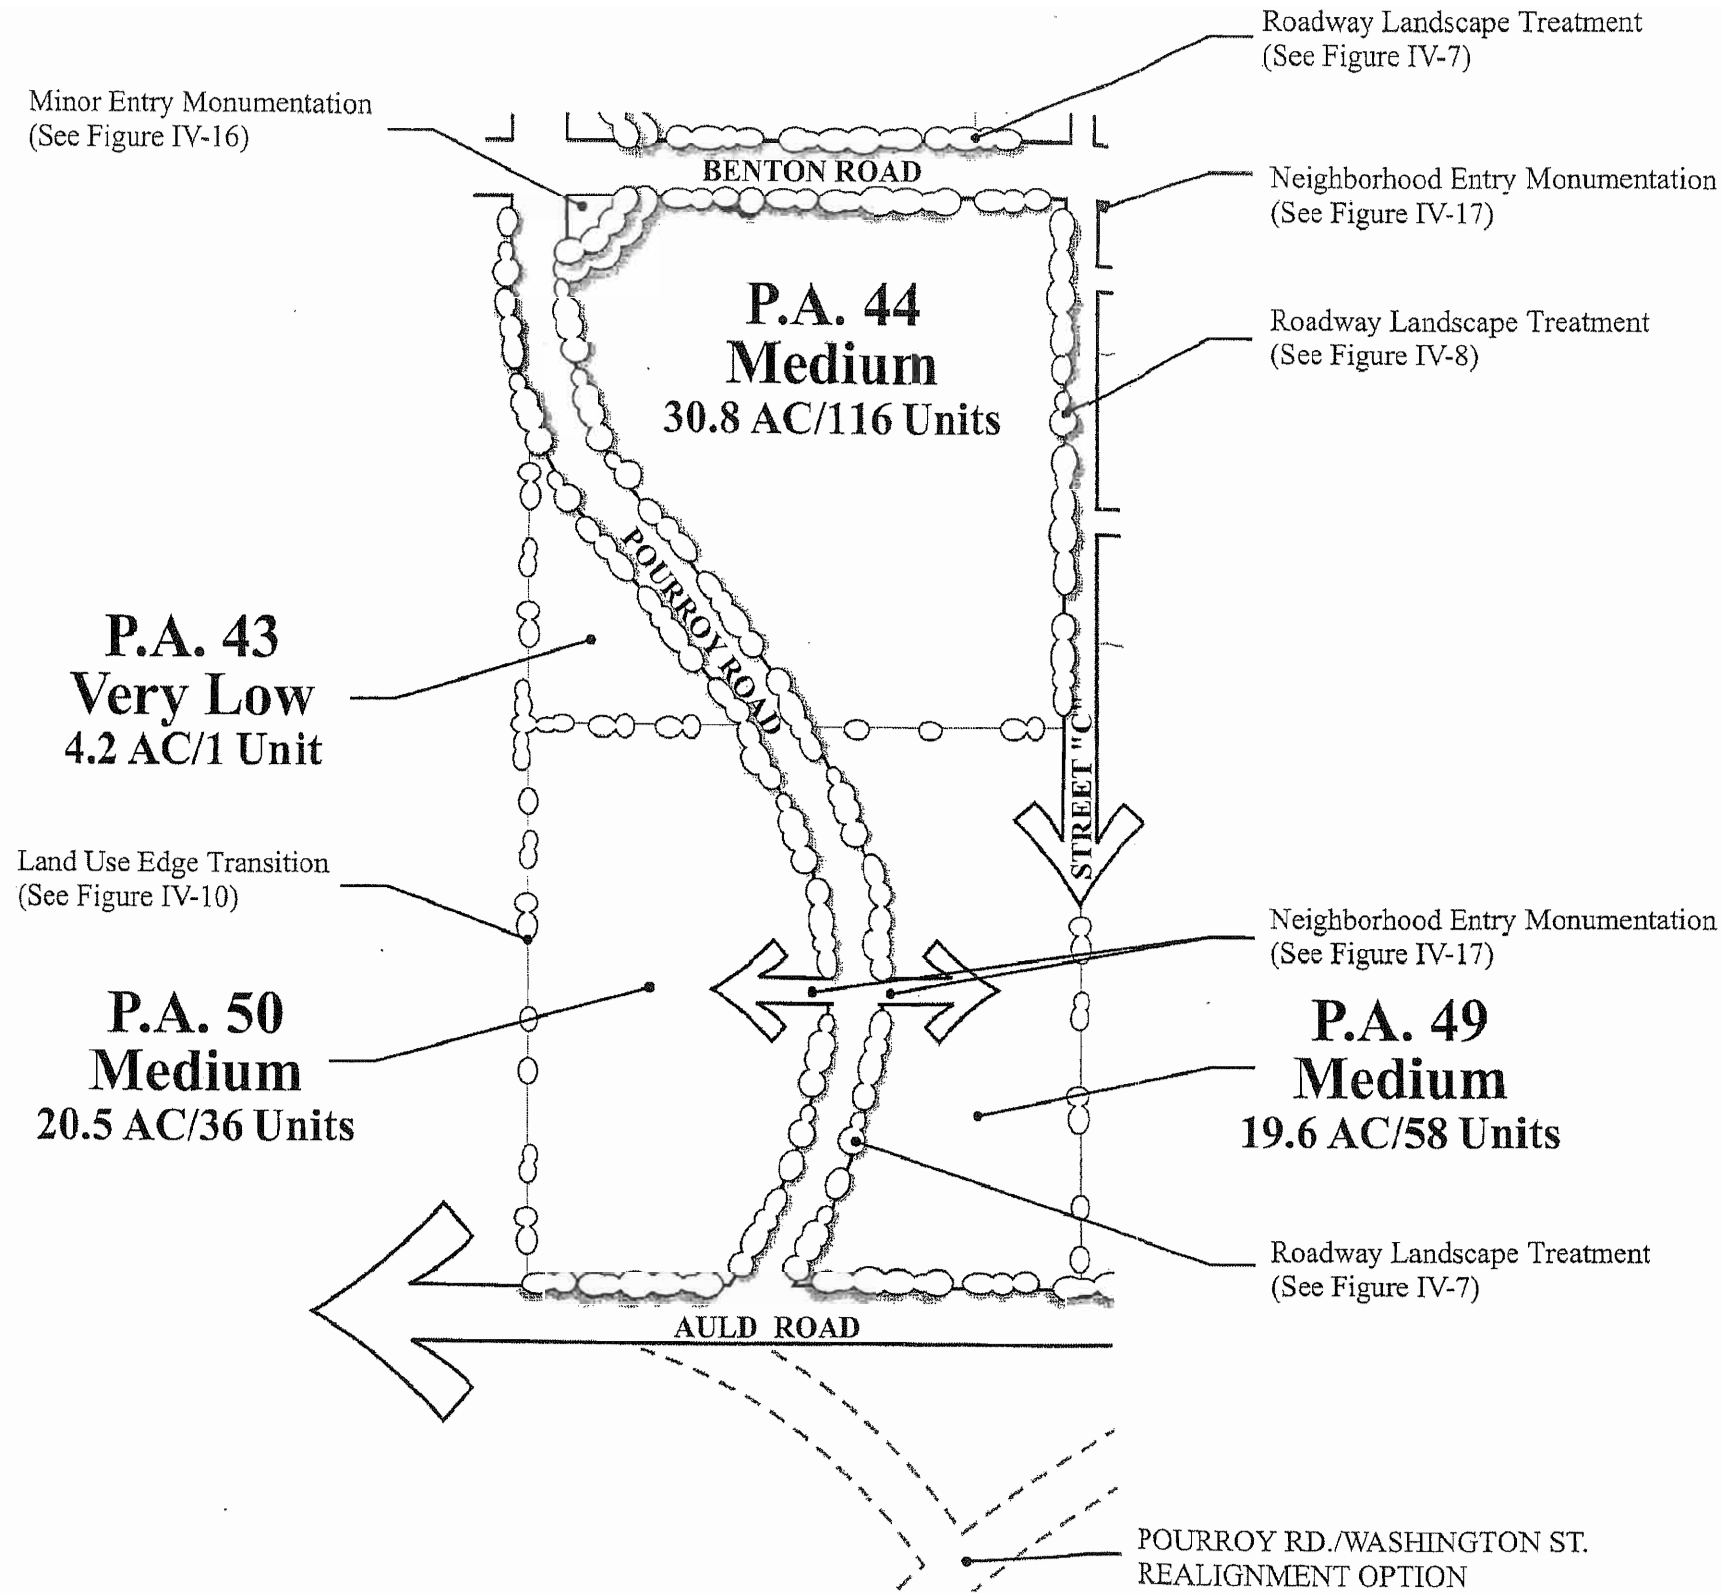 Roadway Landscape Treatment
(See Figure IV-7)
Minor Entry Monumentation
(See Figure IV-16)
BENTON ROAD
Neighborhood Entry Monumentation
(See Figure IV-17)
P.A. 44
Medium
30.8 AC/116 Units
Roadway Landscape Treatment
(See Figure IV-8)
POURROY ROAD
P.A. 43
Very Low
4.2 AC/1 Unit
STREET "C"
Land Use Edge Transition
(See Figure IV-10)
Neighborhood Entry Monumentation
(See Figure IV-17)
P.A. 50
Medium
20.5 AC/36 Units
P.A. 49
Medium
19.6 AC/58 Units
Roadway Landscape Treatment
(See Figure IV-7)
AULD ROAD
POURROY RD./WASHINGTON ST.
REALIGNMENT OPTION